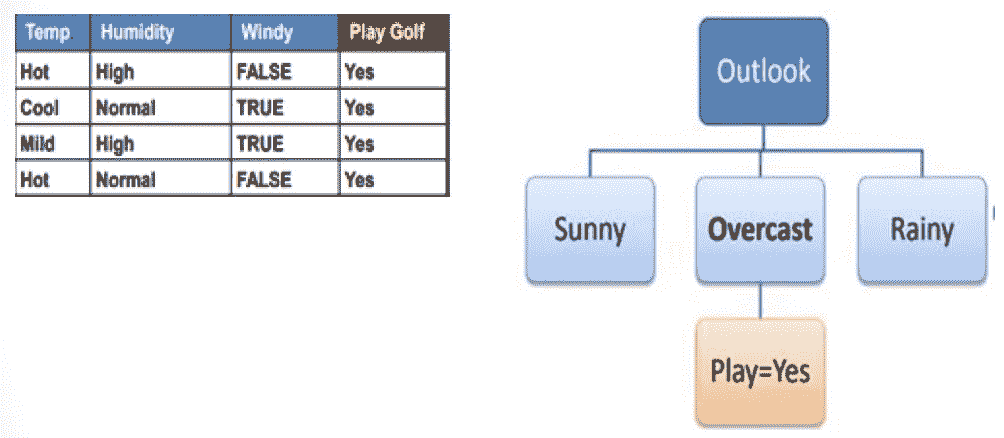 Temp. Humidity Windy Play Golf
Hot High FALSE Yes
Cool Normal TRUE Yes
Mild High TRUE Yes
Hot Normal FALSE Yes
Outlook
Sunny Overcast Rainy
Play=Yes